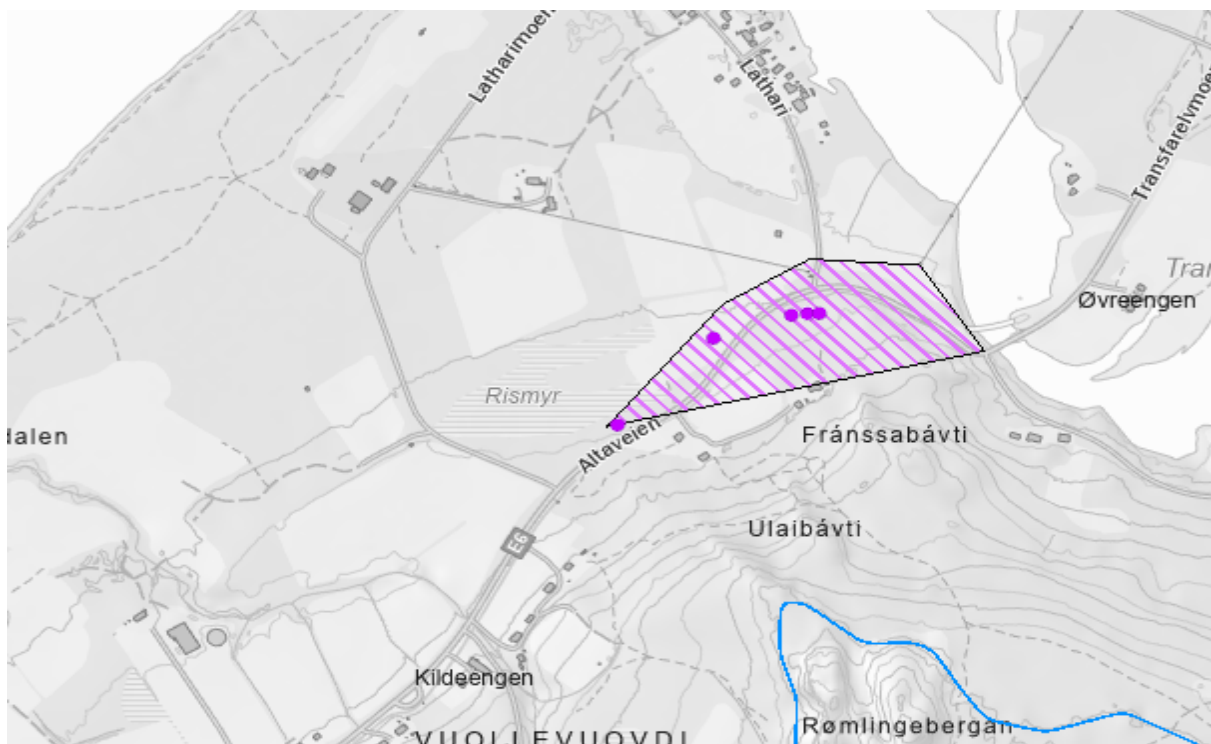 Latharimoen
Lathari
Transfarelvmoen
Tran
Øvreengen
Rismyr
Altaveien
dalen
Fránssabávti
Ulaibávti
E6
Kildeengen
Rømlingebergan
VUOLLEVUOVDI